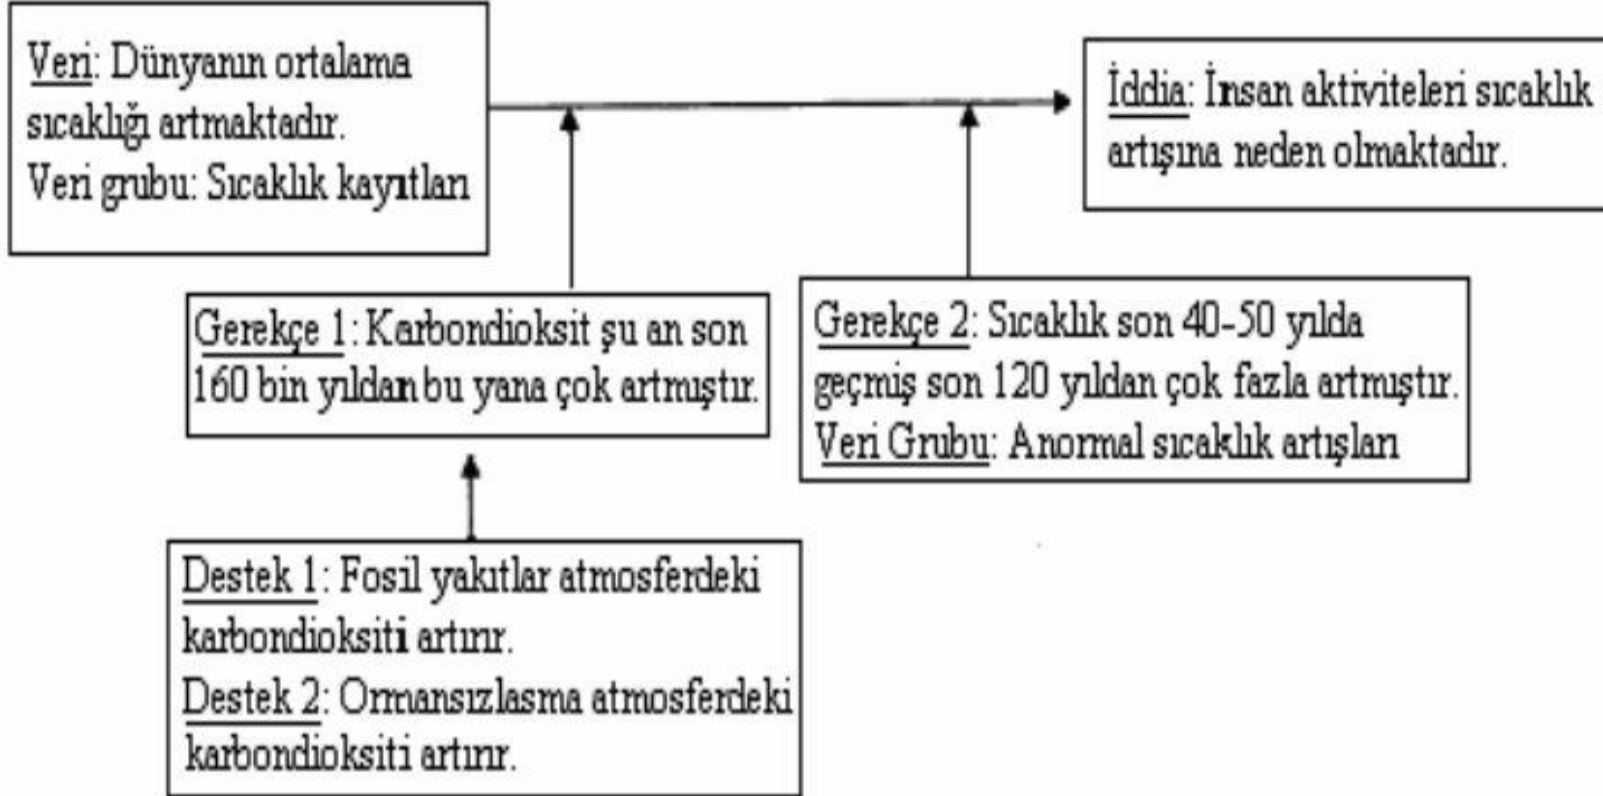 Veri: Dünyanın ortalama
sıcaklığı artmaktadır.
Veri grubu: Sıcaklık kayıtları
İddia: İnsan aktiviteleri sıcaklık
artışına neden olmaktadır.
Gerekçe 1: Karbondioksit şu an son
160 bin yıldan bu yana çok artmıştır.
Gerekçe 2: Sıcaklık son 40-50 yılda
geçmiş son 120 yıldan çok fazla artmıştır.
Veri Grubu: Anormal sıcaklık artışları
Destek 1: Fosil yakıtlar atmosferdeki
karbondioksiti artırır.
Destek 2: Ormansızlasma atmosferdeki
karbondioksiti artırır.